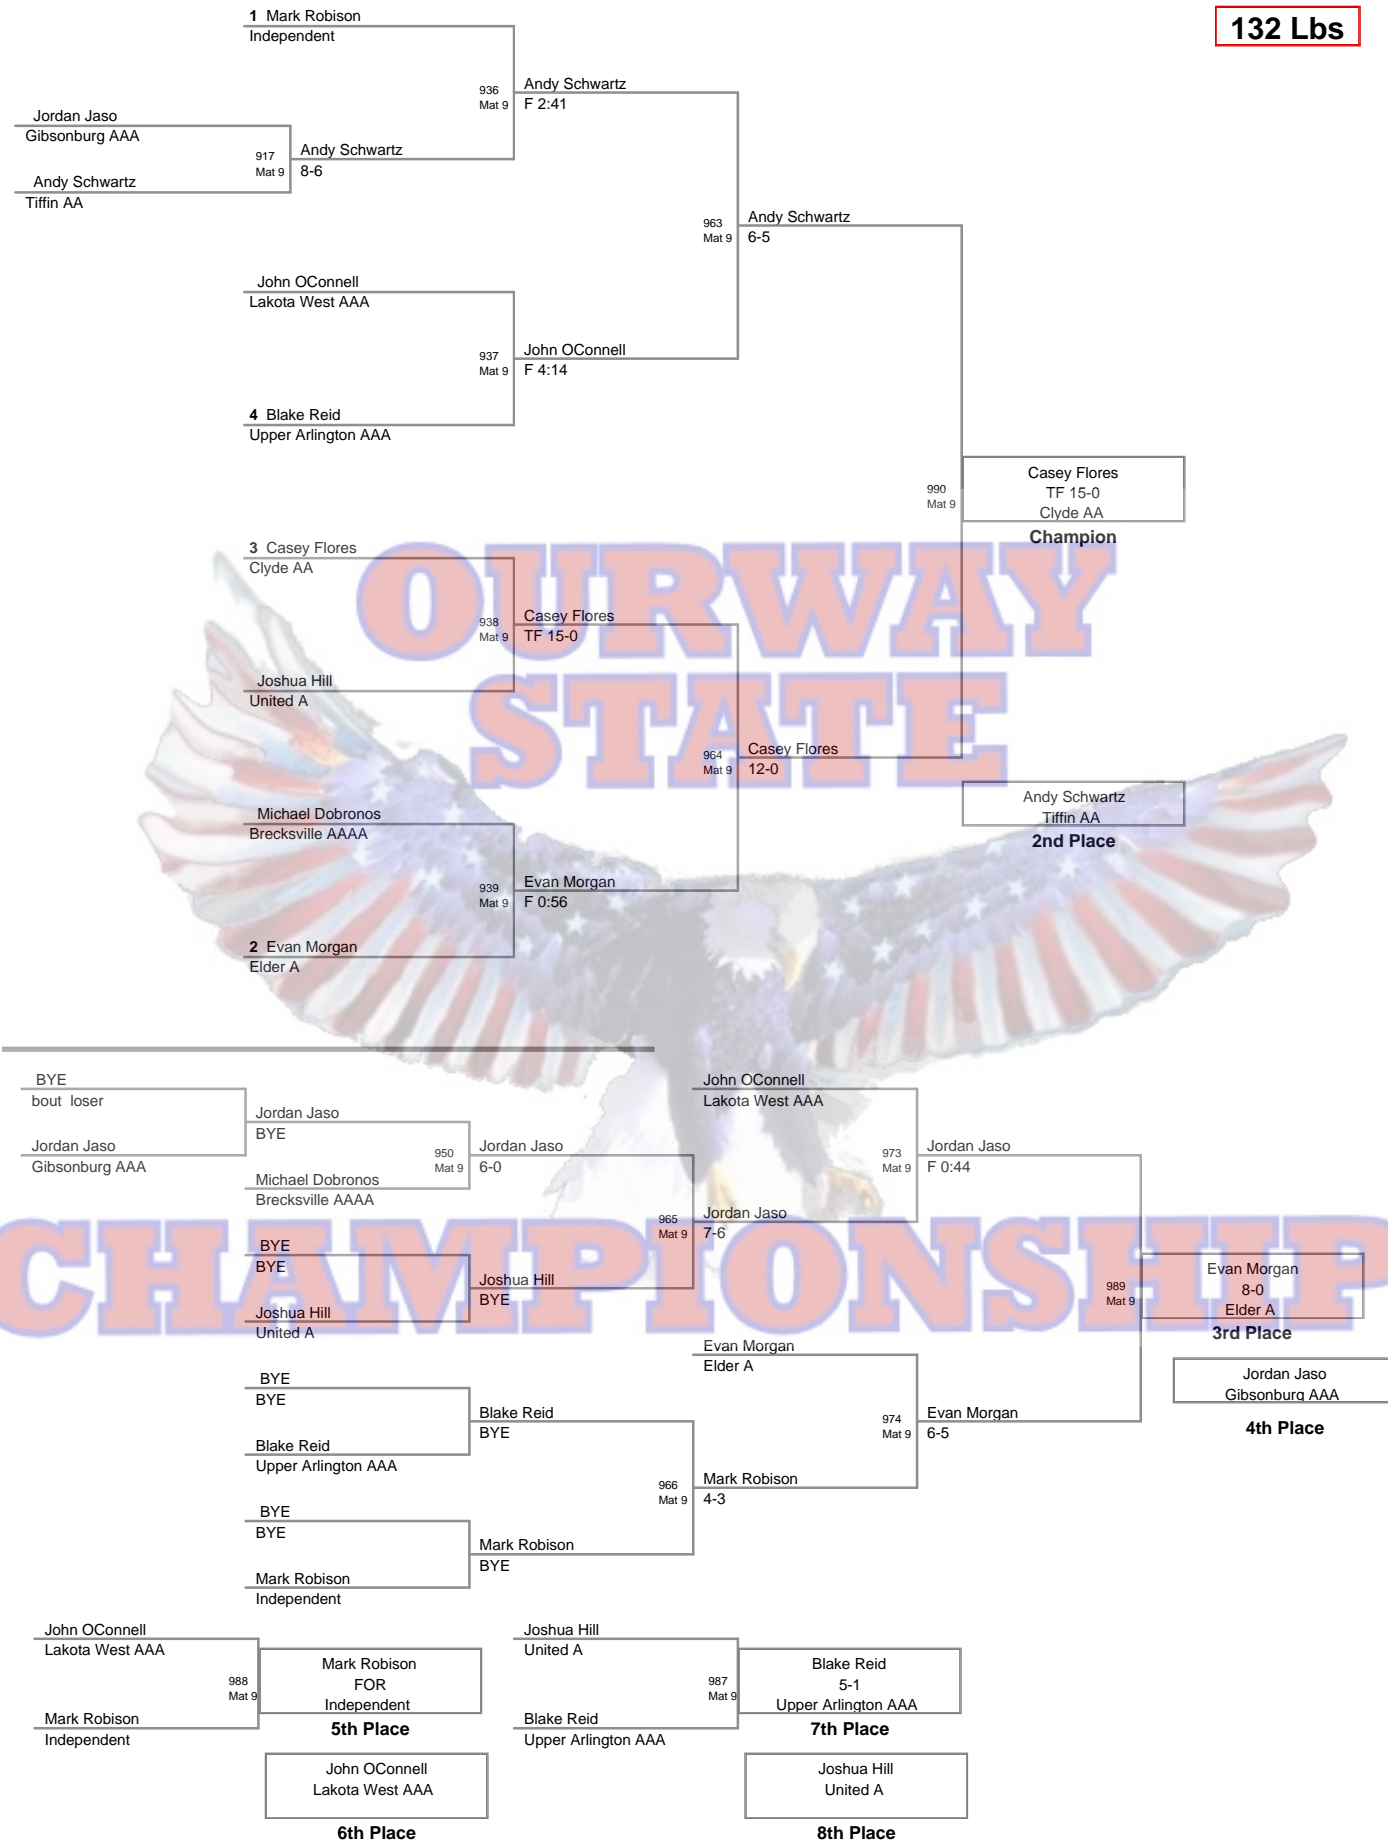 132 Lbs
1 Mark Robison
Independent
Jordan Jaso
Gibsonburg AAA
917
Mat 9
Andy Schwartz
8-6
Andy Schwartz
Tiffin AA
936
Mat 9
Andy Schwartz
F 2:41
John OConnell
Lakota West AAA
937
Mat 9
John OConnell
F 4:14
4 Blake Reid
Upper Arlington AAA
963
Mat 9
Andy Schwartz
6-5
990
Mat 9
Casey Flores
TF 15-0
Clyde AA
Champion
OURWAY
STATE
3 Casey Flores
Clyde AA
938
Mat 9
Casey Flores
TF 15-0
Joshua Hill
United A
964
Mat 9
Casey Flores
12-0
Michael Dobronos
Brecksville AAAA
939
Mat 9
Evan Morgan
F 0:56
2 Evan Morgan
Elder A
Andy Schwartz
Tiffin AA
2nd Place
BYE
bout loser
Jordan Jaso
BYE
Jordan Jaso
Gibsonburg AAA
950
Mat 9
Jordan Jaso
6-0
Michael Dobronos
Brecksville AAAA
John OConnell
Lakota West AAA
973
Mat 9
Jordan Jaso
F 0:44
965
Mat 9
Jordan Jaso
7-6
CHAMPIONSHIP
BYE
BYE
Joshua Hill
BYE
Joshua Hill
United A
989
Mat 9
Evan Morgan
8-0
Elder A
3rd Place
Evan Morgan
Elder A
Jordan Jaso
Gibsonburg AAA
4th Place
BYE
BYE
Blake Reid
BYE
Blake Reid
Upper Arlington AAA
974
Mat 9
Evan Morgan
6-5
966
Mat 9
Mark Robison
4-3
BYE
BYE
Mark Robison
BYE
Mark Robison
Independent
John OConnell
Lakota West AAA
988
Mat 9
Mark Robison
FOR
Independent
5th Place
Mark Robison
Independent
John OConnell
Lakota West AAA
6th Place
Joshua Hill
United A
987
Mat 9
Blake Reid
5-1
Upper Arlington AAA
7th Place
Blake Reid
Upper Arlington AAA
Joshua Hill
United A
8th Place